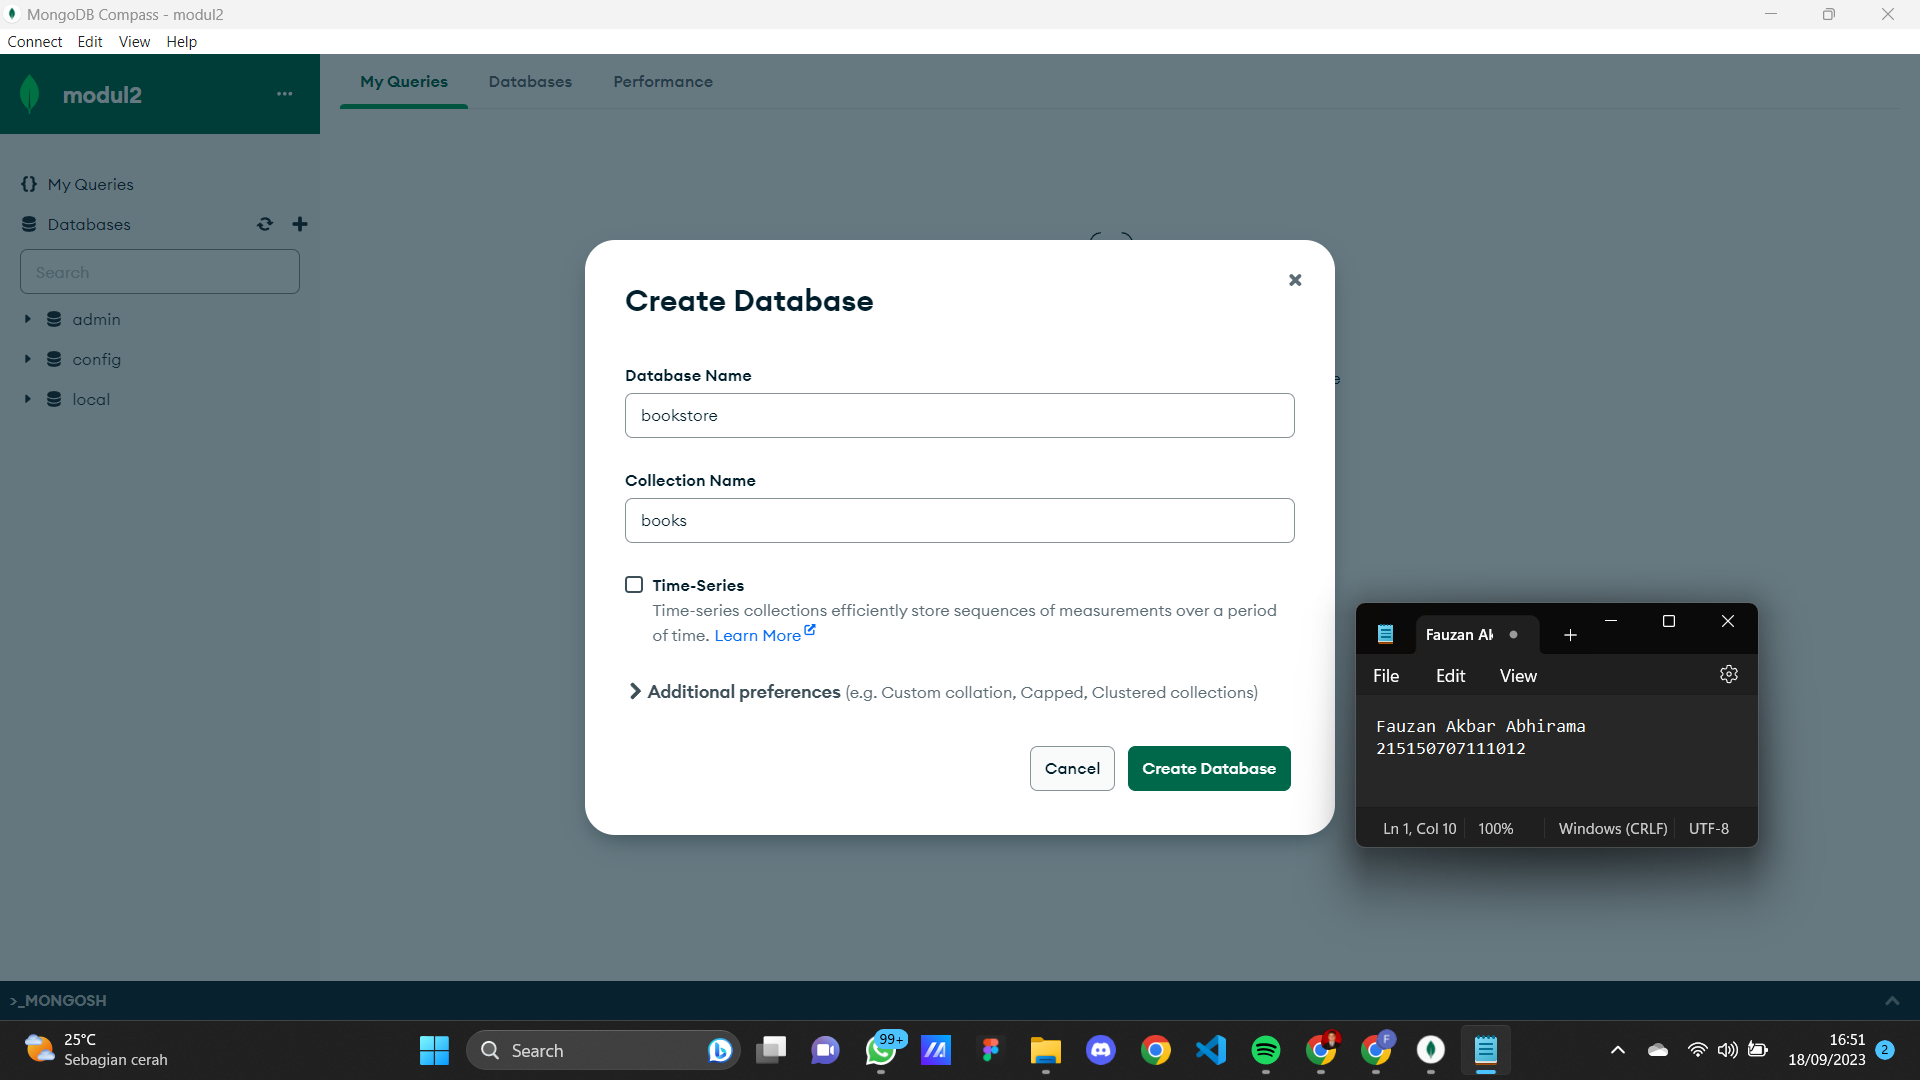 MongoDB Compass - modul2
Connect Edit View Help
modul2
My Queries Databases Performance
{} My Queries
Databases
Search
admin
config
local
Create Database
Database Name
bookstore
Collection Name
books
Time-Series
Time-series collections efficiently store sequences of measurements over a period
of time. Learn More
Additional preferences (e.g. Custom collation, Capped, Clustered collections)
Cancel Create Database
e
Fauzan Ak
File Edit View
Fauzan Akbar Abhirama
215150707111012
Ln 1, Col 10 100% Windows (CRLF) UTF-8
>_MONGOSH
25°C
Sebagian cerah
Search
99+
F
16:51
18/09/2023
2